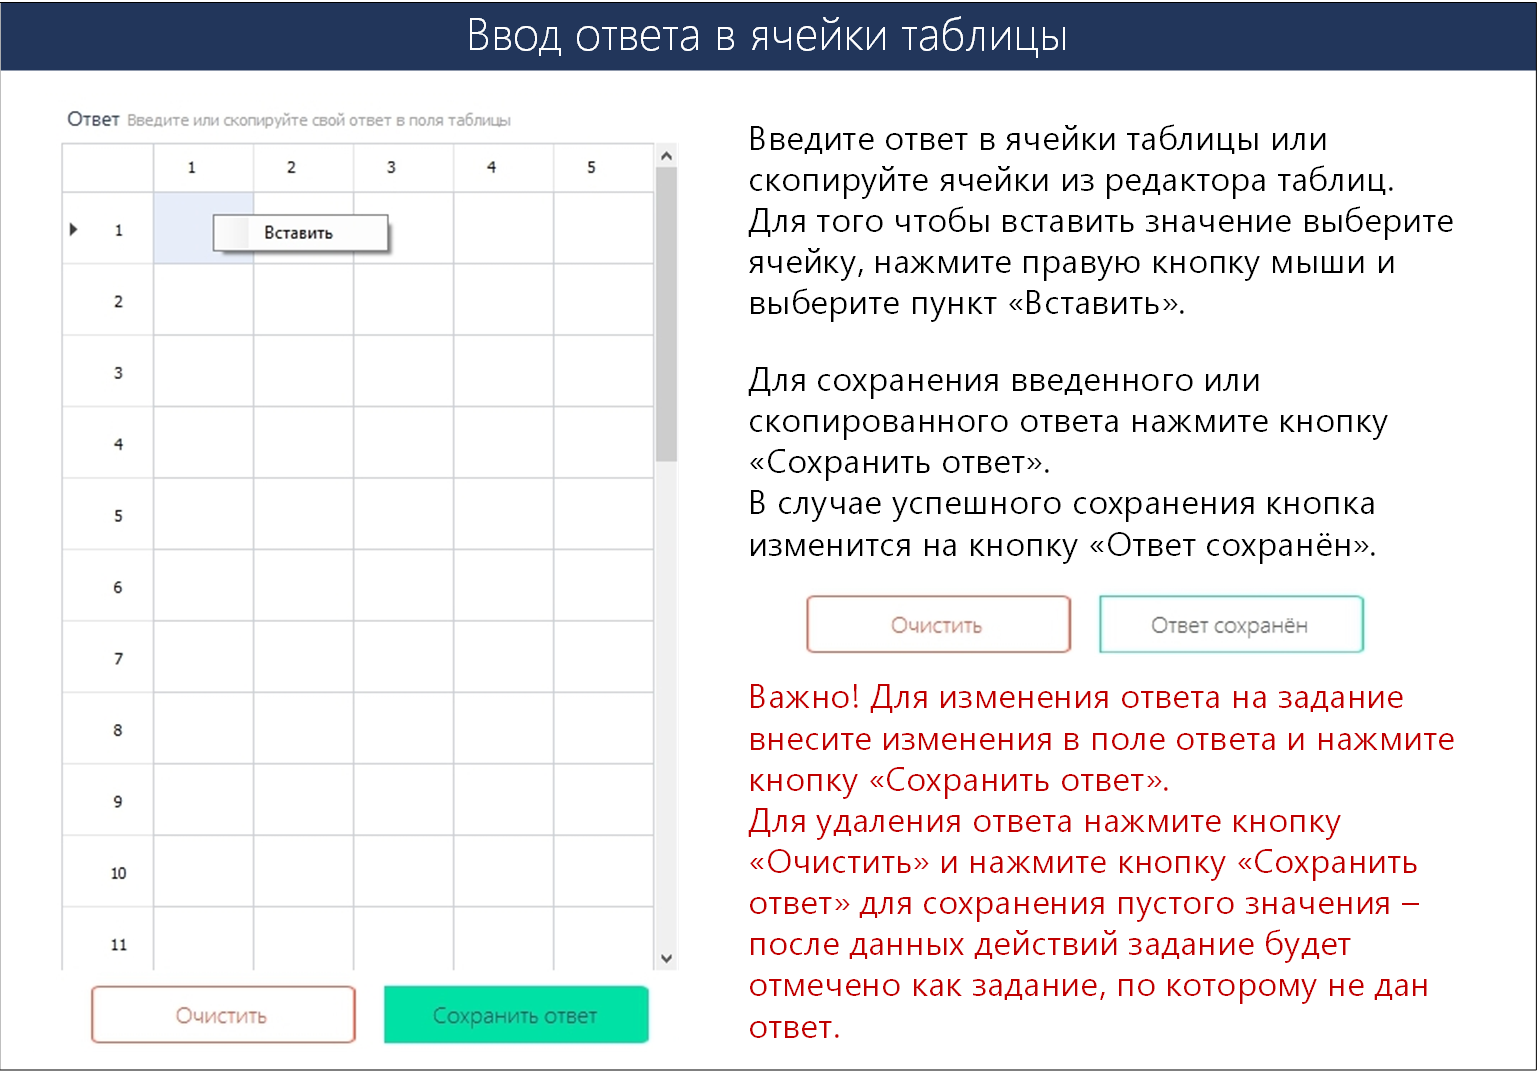 Ввод ответа в ячейки таблицы
Ответ Введите или скопируйте свой ответ в поля таблицы
1 2 3 4 5
1
Вставить
2
3
4
5
6
7
8
9
10
11
Очистить Сохранить ответ
Введите ответ в ячейки таблицы или
скопируйте ячейки из редактора таблиц.
Для того чтобы вставить значение выберите
ячейку, нажмите правую кнопку мыши и
выберите пункт «Вставить».
Для сохранения введенного или
скопированного ответа нажмите кнопку
«Сохранить ответ».
В случае успешного сохранения кнопка
изменится на кнопку «Ответ сохранён».
Очистить Ответ сохранён
Важно! Для изменения ответа на задание
внесите изменения в поле ответа и нажмите
кнопку «Сохранить ответ».
Для удаления ответа нажмите кнопку
«Очистить» и нажмите кнопку «Сохранить
ответ» для сохранения пустого значения –
после данных действий задание будет
отмечено как задание, по которому не дан
ответ.